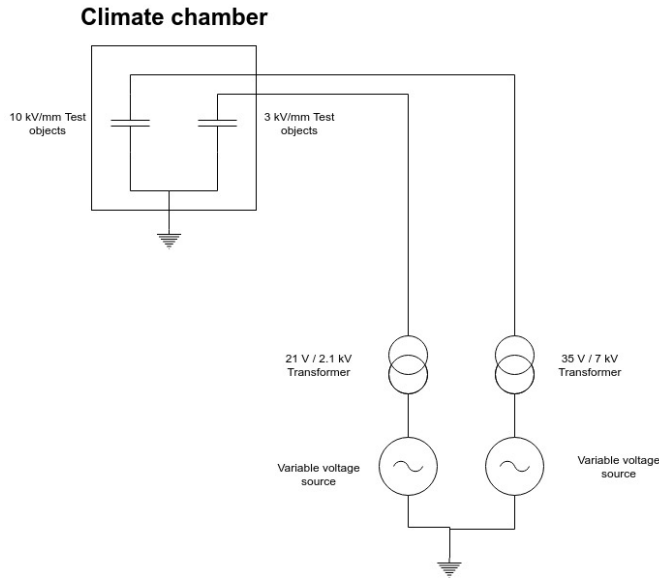 Climate chamber
10 kV/mm Test
objects
3 kV/mm Test
objects
21 V / 2.1 kV
Transformer
35 V / 7 kV
Transformer
Variable voltage
source
Variable voltage
source